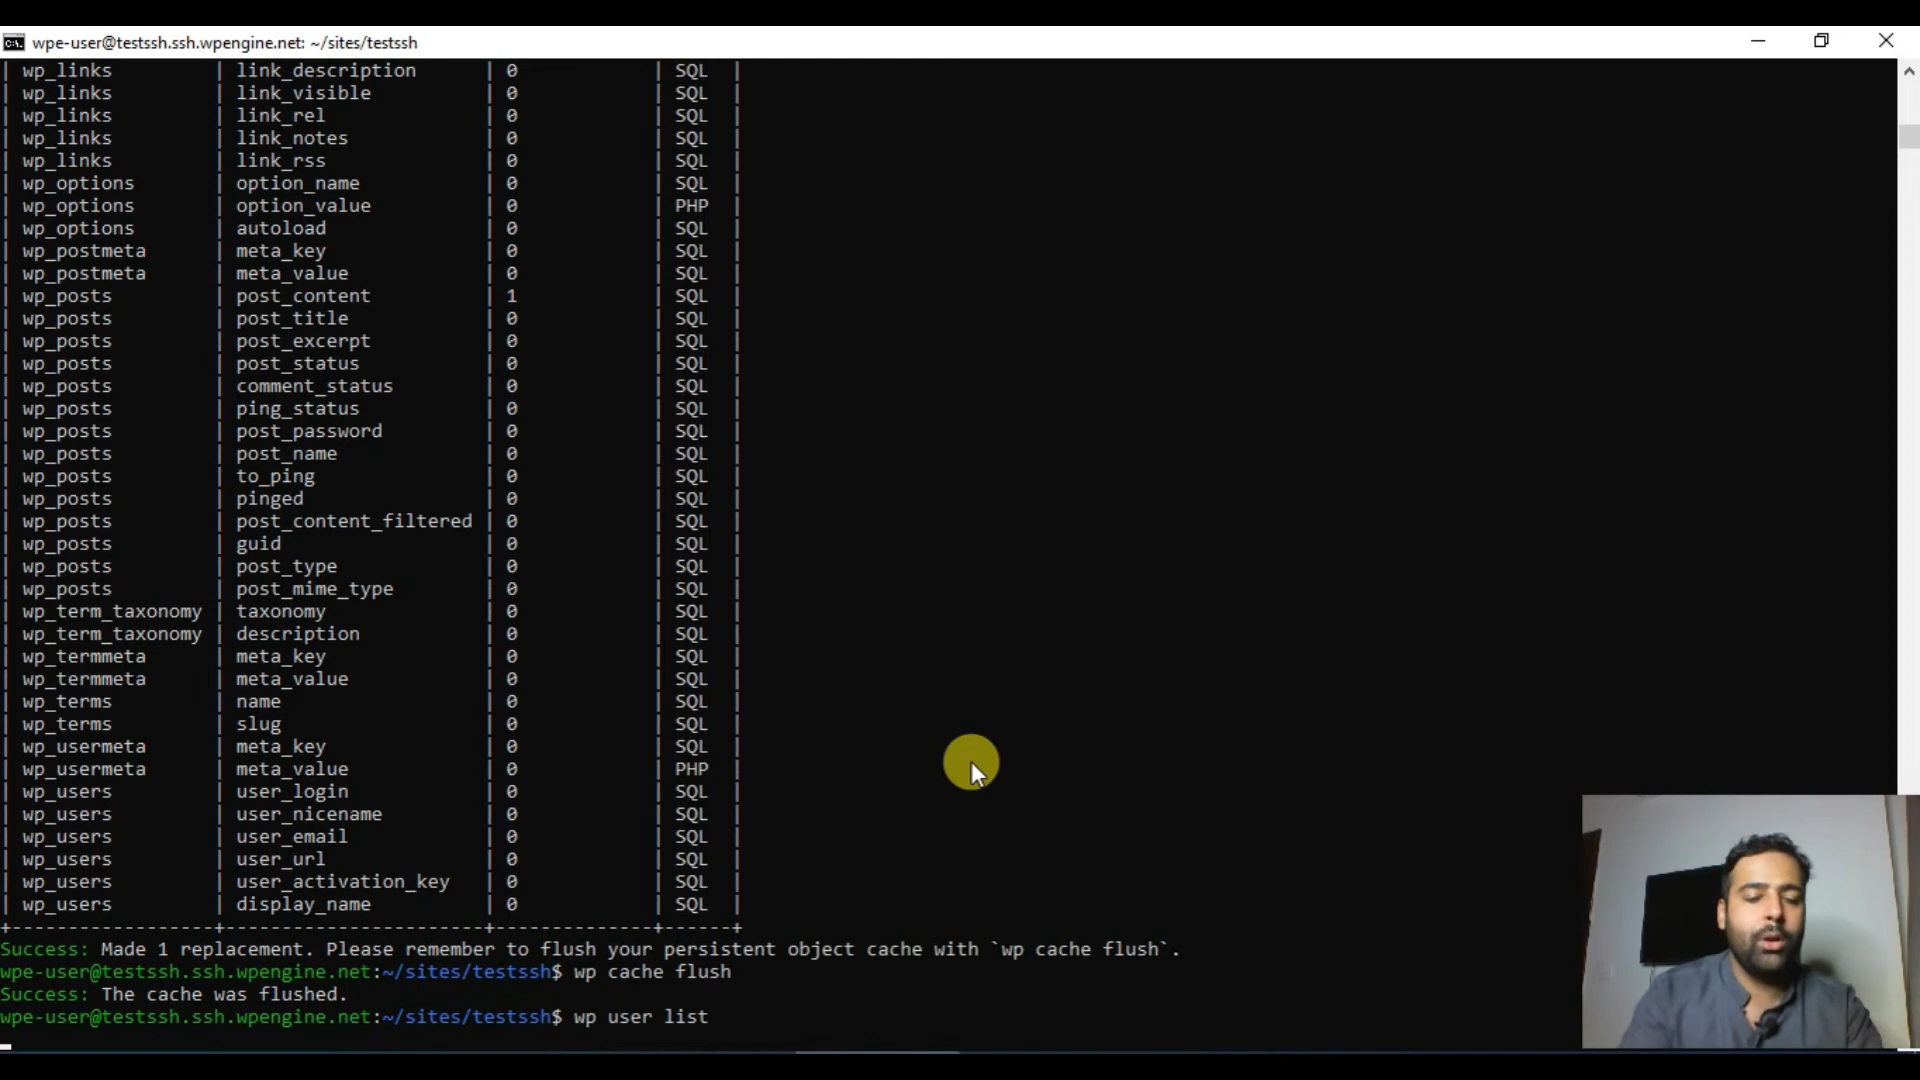 wpe-user@testssh.ssh.wpengine.net: ~/sites/testssh
| wp_links | link_description | 0 | SQL |
| wp_links | link_visible | 0 | SQL |
| wp_links | link_rel | 0 | SQL |
| wp_links | link_notes | 0 | SQL |
| wp_links | link_rss | 0 | SQL |
| wp_options | option_name | 0 | SQL |
| wp_options | option_value | 0 | PHP |
| wp_options | autoload | 0 | SQL |
| wp_postmeta | meta_key | 0 | SQL |
| wp_postmeta | meta_value | 0 | SQL |
| wp_posts | post_content | 1 | SQL |
| wp_posts | post_title | 0 | SQL |
| wp_posts | post_excerpt | 0 | SQL |
| wp_posts | post_status | 0 | SQL |
| wp_posts | comment_status | 0 | SQL |
| wp_posts | ping_status | 0 | SQL |
| wp_posts | post_password | 0 | SQL |
| wp_posts | post_name | 0 | SQL |
| wp_posts | to_ping | 0 | SQL |
| wp_posts | pinged | 0 | SQL |
| wp_posts | post_content_filtered | 0 | SQL |
| wp_posts | guid | 0 | SQL |
| wp_posts | post_type | 0 | SQL |
| wp_posts | post_mime_type | 0 | SQL |
| wp_term_taxonomy | taxonomy | 0 | SQL |
| wp_term_taxonomy | description | 0 | SQL |
| wp_termmeta | meta_key | 0 | SQL |
| wp_termmeta | meta_value | 0 | SQL |
| wp_terms | name | 0 | SQL |
| wp_terms | slug | 0 | SQL |
| wp_usermeta | meta_key | 0 | SQL |
| wp_usermeta | meta_value | 0 | PHP |
| wp_users | user_login | 0 | SQL |
| wp_users | user_nicename | 0 | SQL |
| wp_users | user_email | 0 | SQL |
| wp_users | user_url | 0 | SQL |
| wp_users | user_activation_key | 0 | SQL |
| wp_users | display_name | 0 | SQL |
+------------------+-----------------------+--------------+------+
Success: Made 1 replacement. Please remember to flush your persistent object cache with `wp cache flush`.
wpe-user@testssh.ssh.wpengine.net:~/sites/testssh$ wp cache flush
Success: The cache was flushed.
wpe-user@testssh.ssh.wpengine.net:~/sites/testssh$ wp user list